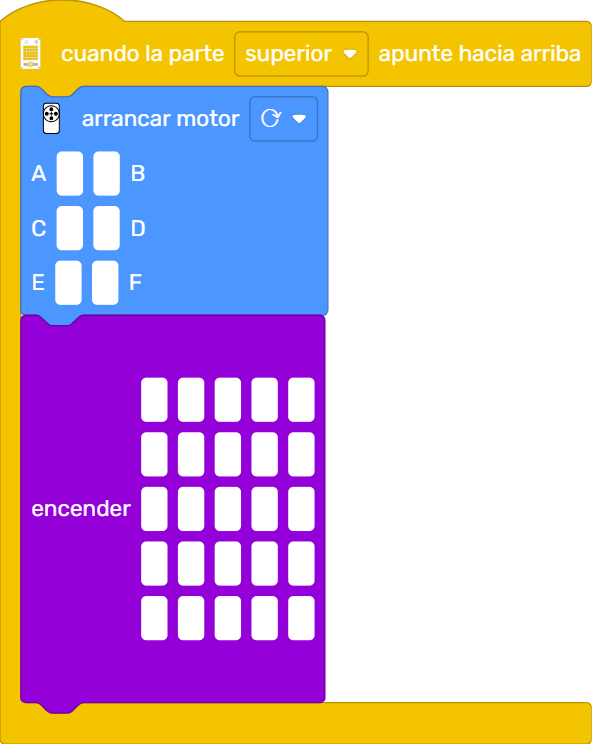 cuando la parte superior apunte hacia arriba
arrancar motor
A B
C D
E F
encender